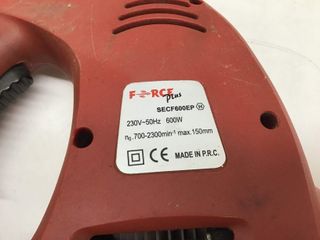 FORCE plus
SECF600EP H
230V~50Hz 600W
n₀.700-2300min⁻¹ max.150mm
CE MADE IN P.R.C.